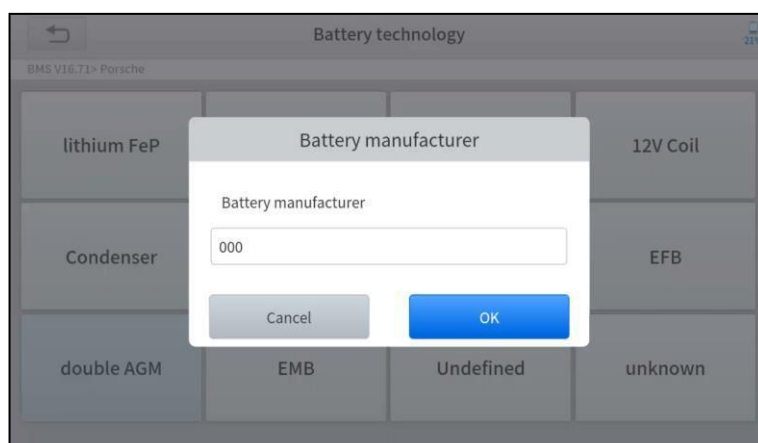 Battery technology
BMS V16.71> Porsche
lithium FeP
12V Coil
Battery manufacturer
Battery manufacturer
000
Cancel
OK
Condenser
EFB
double AGM
EMB
Undefined
unknown